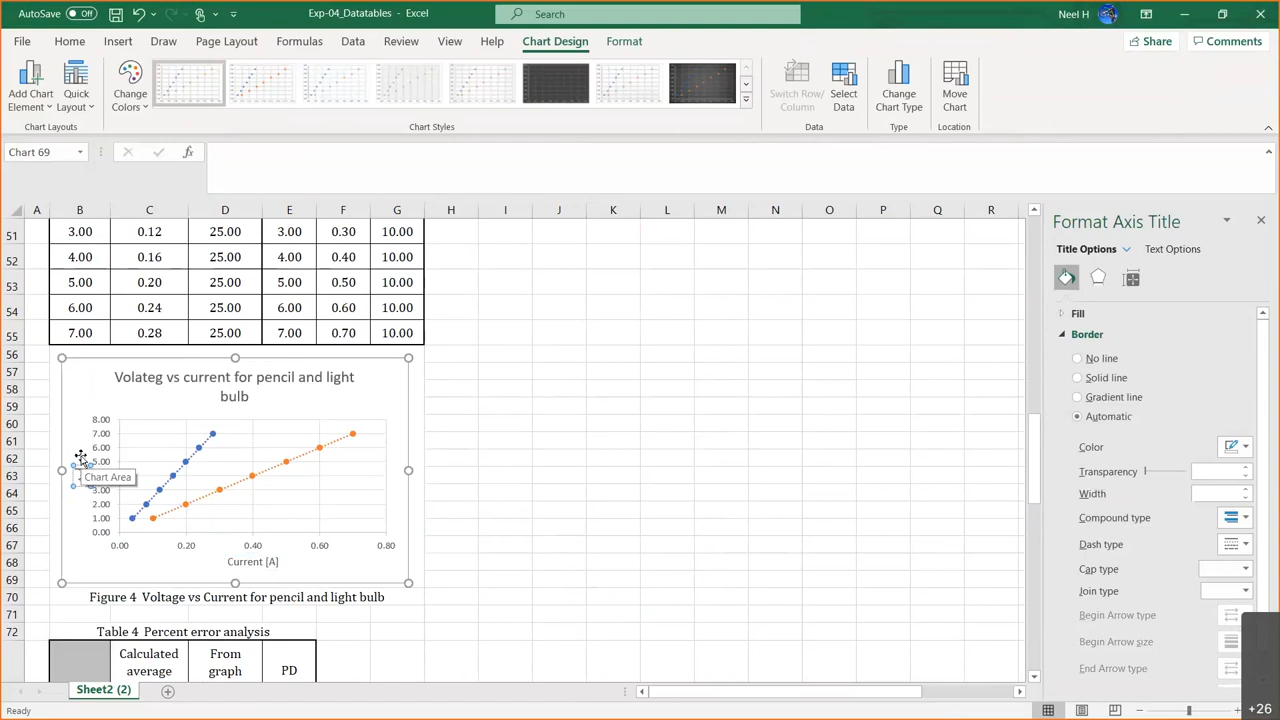 AutoSave Off
Exp-04_Datatables - Excel
Search
Neel H
File Home Insert Draw Page Layout Formulas Data Review View Help Chart Design Format
Share Comments
Add Chart Element
Quick Layout
Change Colors
Switch Row/ Column
Select Data
Change Chart Type
Move Chart
Chart Layouts Chart Styles Data Type Location
Chart 69 fx
A B C D E F G H I J K L M N O P Q R
51 3.00 0.12 25.00 3.00 0.30 10.00
52 4.00 0.16 25.00 4.00 0.40 10.00
53 5.00 0.20 25.00 5.00 0.50 10.00
54 6.00 0.24 25.00 6.00 0.60 10.00
55 7.00 0.28 25.00 7.00 0.70 10.00
56
57
58
59
60
61
62
63
64
65
66
67
68
69
70
71
72
Volateg vs current for pencil and light
bulb
8.00
7.00
6.00
5.00
3.00
2.00
1.00
0.00
0.00 0.20 0.40 0.60 0.80
Current [A]
Chart Area
Figure 4 Voltage vs Current for pencil and light bulb
Table 4 Percent error analysis
Calculated average
From graph
PD
Format Axis Title
Title Options Text Options
Fill
Border
No line
Solid line
Gradient line
Automatic
Color
Transparency
Width
Compound type
Dash type
Cap type
Join type
Begin Arrow type
Begin Arrow size
End Arrow type
Sheet2 (2)
Ready
+26